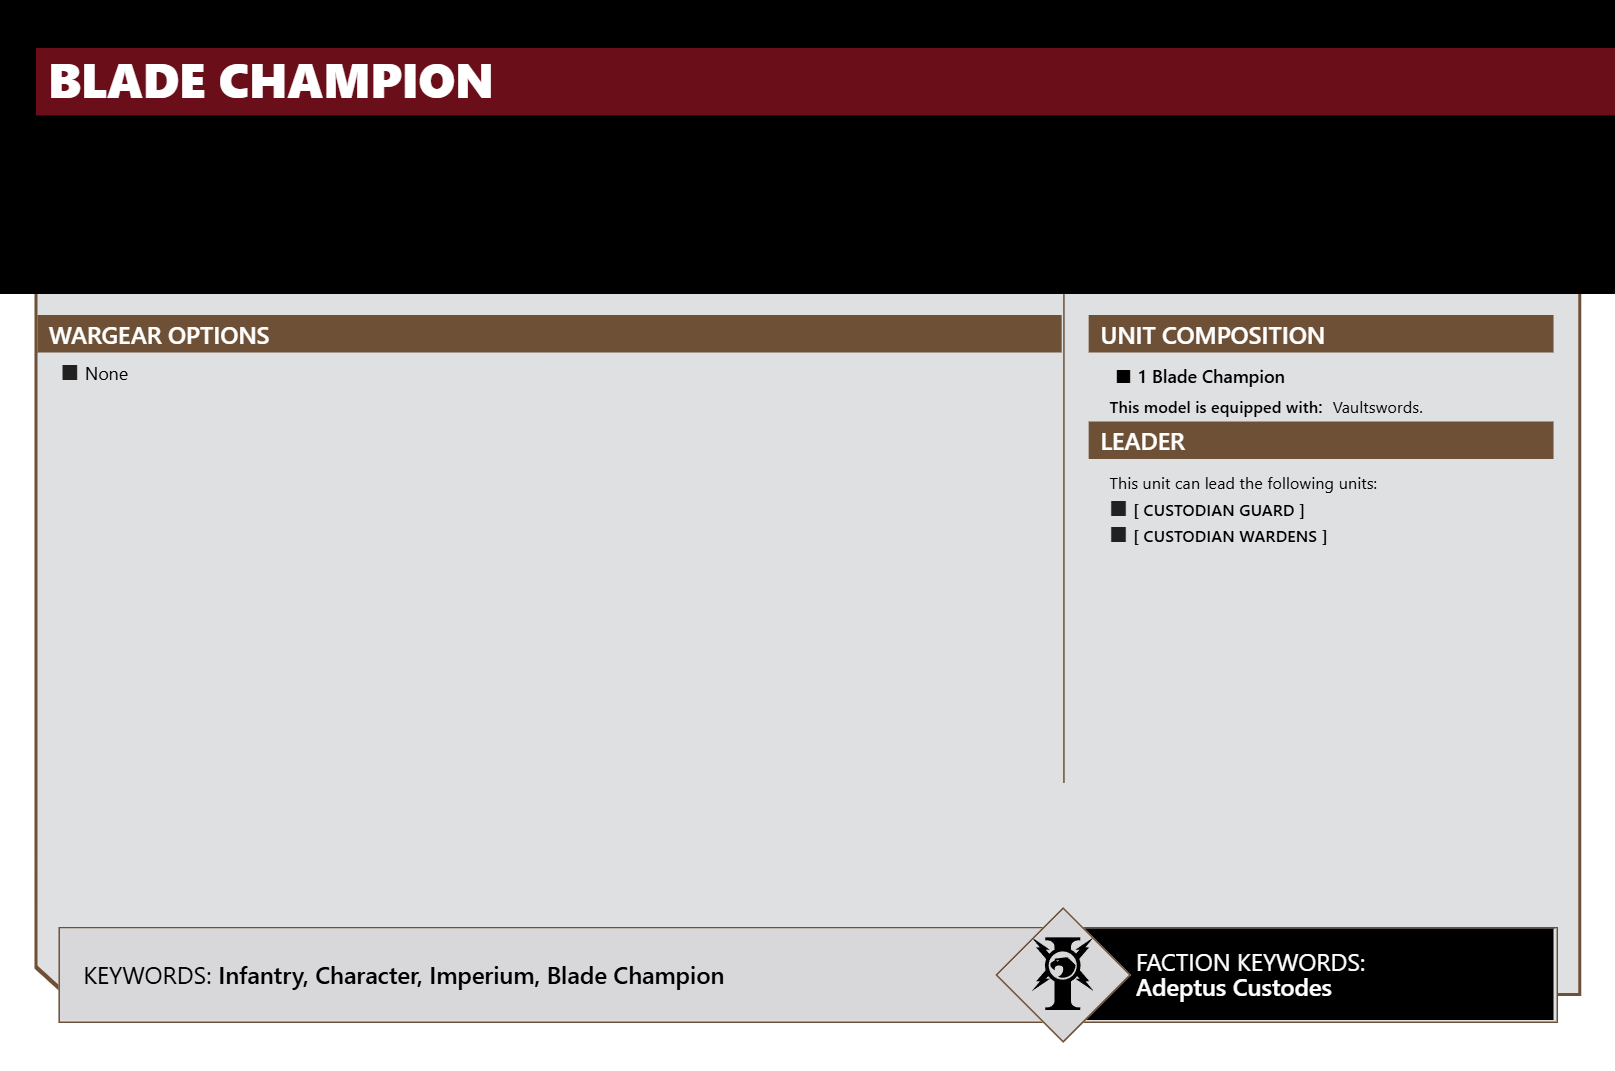 BLADE CHAMPION
WARGEAR OPTIONS
None
UNIT COMPOSITION
1 Blade Champion
This model is equipped with: Vaultswords.
LEADER
This unit can lead the following units:
[ CUSTODIAN GUARD ]
[ CUSTODIAN WARDENS ]
KEYWORDS: Infantry, Character, Imperium, Blade Champion
FACTION KEYWORDS:
Adeptus Custodes